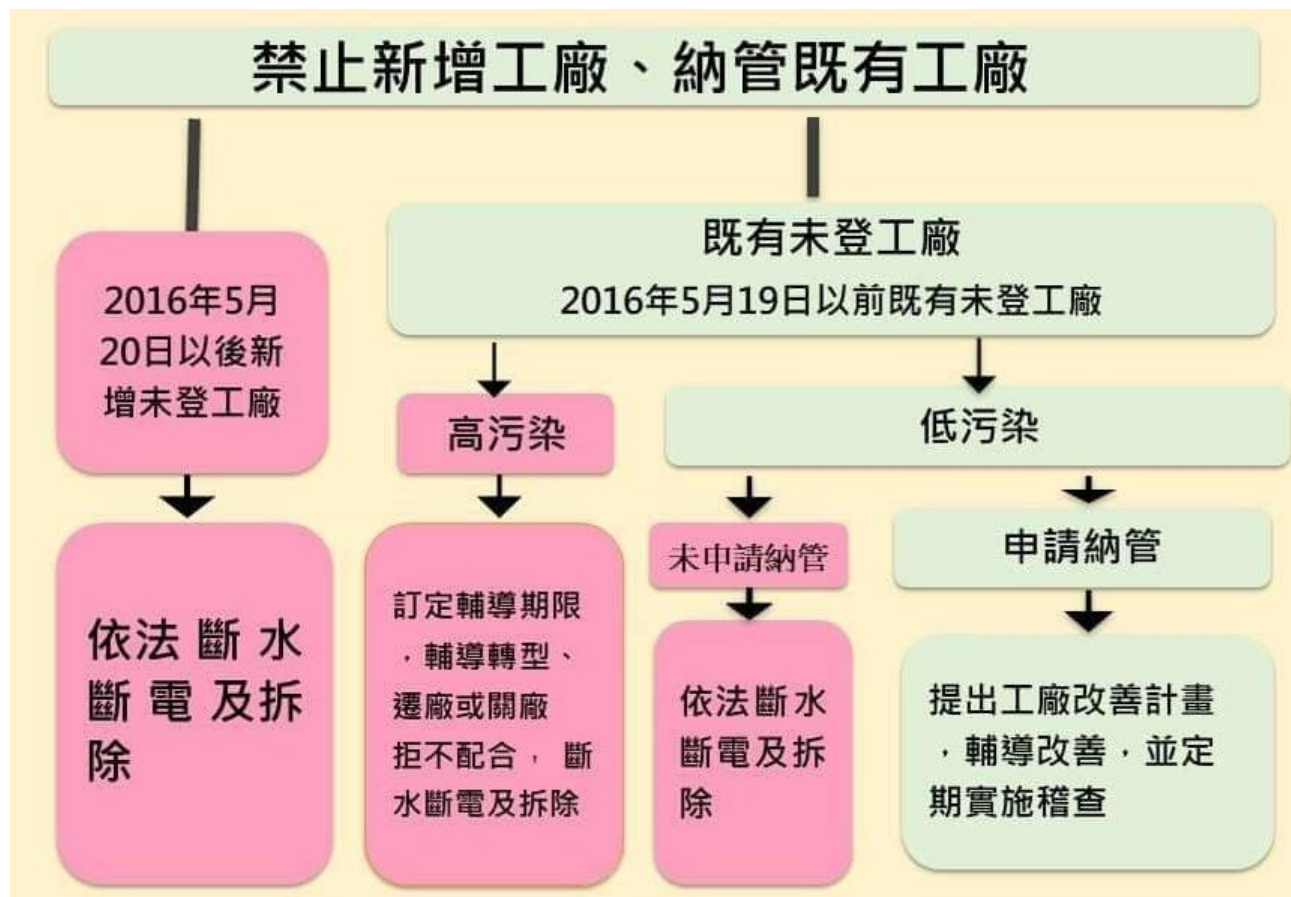 禁止新增工廠、納管既有工廠
2016年5月
20日以後新
增未登工廠
依法斷水
斷電及拆
除
既有未登工廠
2016年5月19日以前既有未登工廠
高污染
訂定輔導期限
，輔導轉型、
遷廠或關廠
拒不配合，斷
水斷電及拆除
低污染
未申請納管
依法斷水
斷電及拆
除
申請納管
提出工廠改善計畫
，輔導改善，並定
期實施稽查